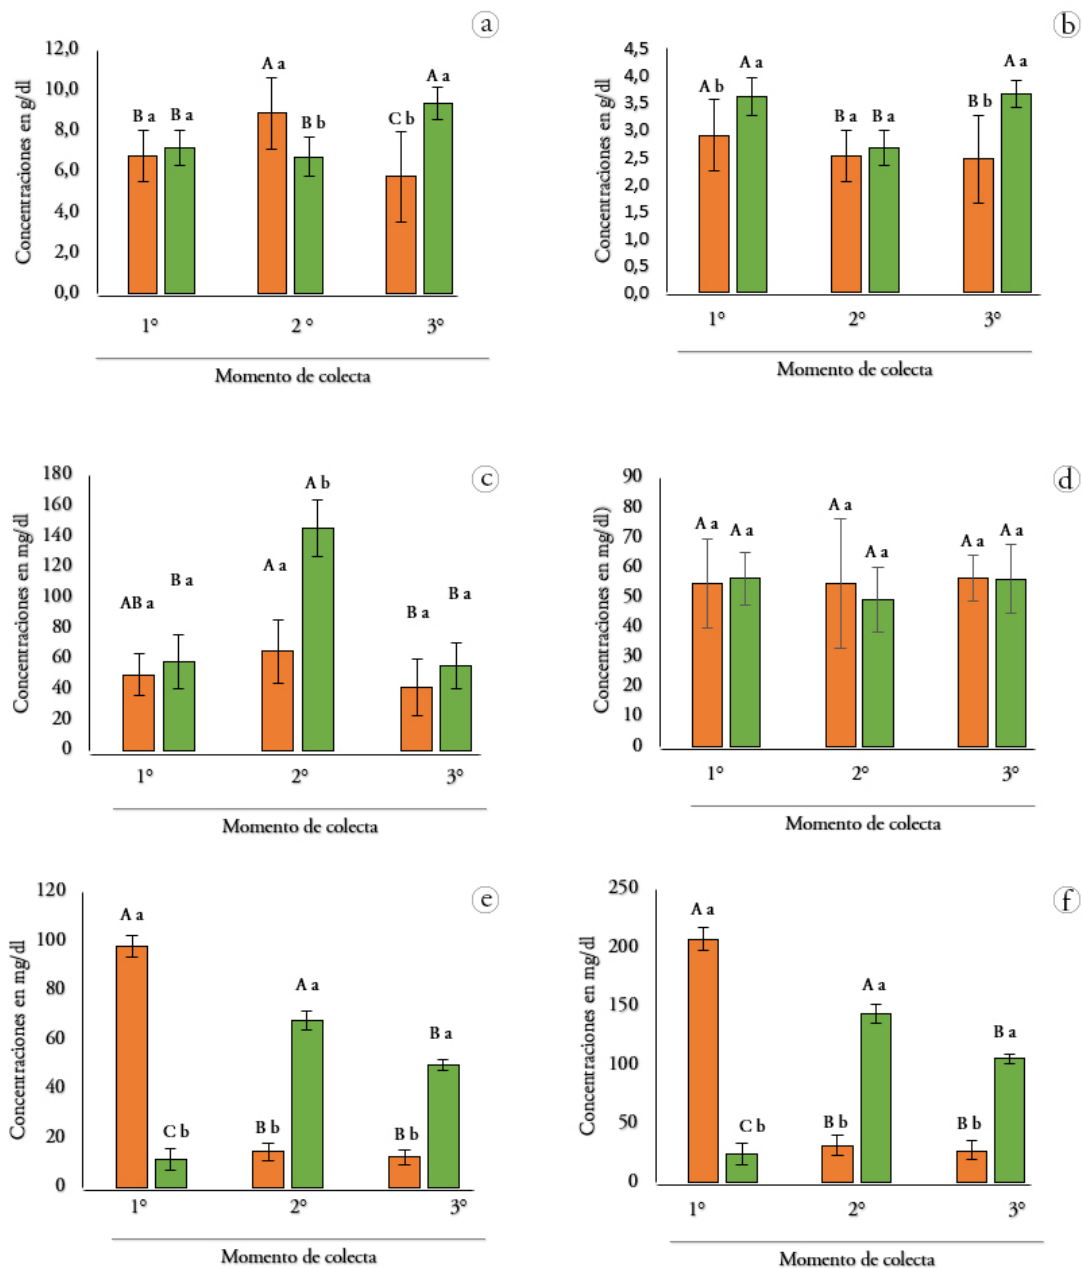 a
Concentraciones en g/dl
12,0
10,0
8,0
6,0
4,0
2,0
0,0
B a
B a
A a
B b
C b
A a
1°
2 °
3°
Momento de colecta
b
Concentraciones en g/dl
4,5
4,0
3,5
3,0
2,5
2,0
1,5
1,0
0,5
0,0
A b
A a
B a
B a
B b
A a
1°
2°
3°
Momento de colecta
c
Concentraciones en mg/dl
180
160
140
120
100
80
60
40
20
0
AB a
B a
A a
A b
B a
B a
1°
2°
3°
Momento de colecta
d
Concentraciones en mg/dl)
90
80
70
60
50
40
30
20
10
0
A a
A a
A a
A a
A a
A a
1°
2°
3°
Momento de colecta
e
Concentraciones en mg/dl
120
100
80
60
40
20
0
A a
C b
B b
A a
B b
B a
1°
2°
3°
Momento de colecta
f
Concentraciones en mg/dl
250
200
150
100
50
0
A a
C b
B b
A a
B b
B a
1°
2°
3°
Momento de colecta